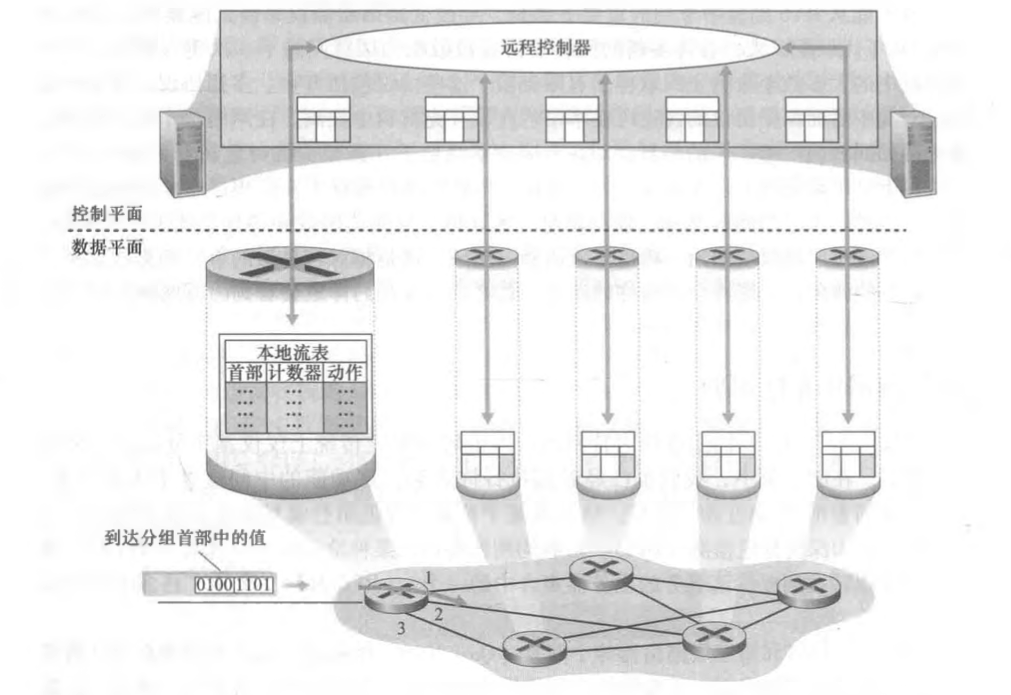 远程控制器
控制平面
数据平面
本地流表
首部 计数器 动作
... ... ...
... ... ...
... ... ...
... ... ...
到达分组首部中的值
0100 1101
1
2
3